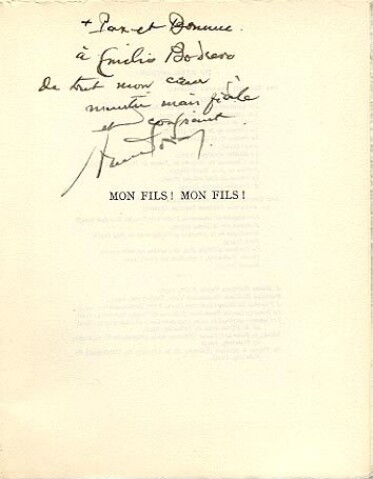 + Pax et Bonum.
à Emilio Bodrero
de tout mon cœur
meurtri mais fidèle
et confiant.
MON FILS! MON FILS!